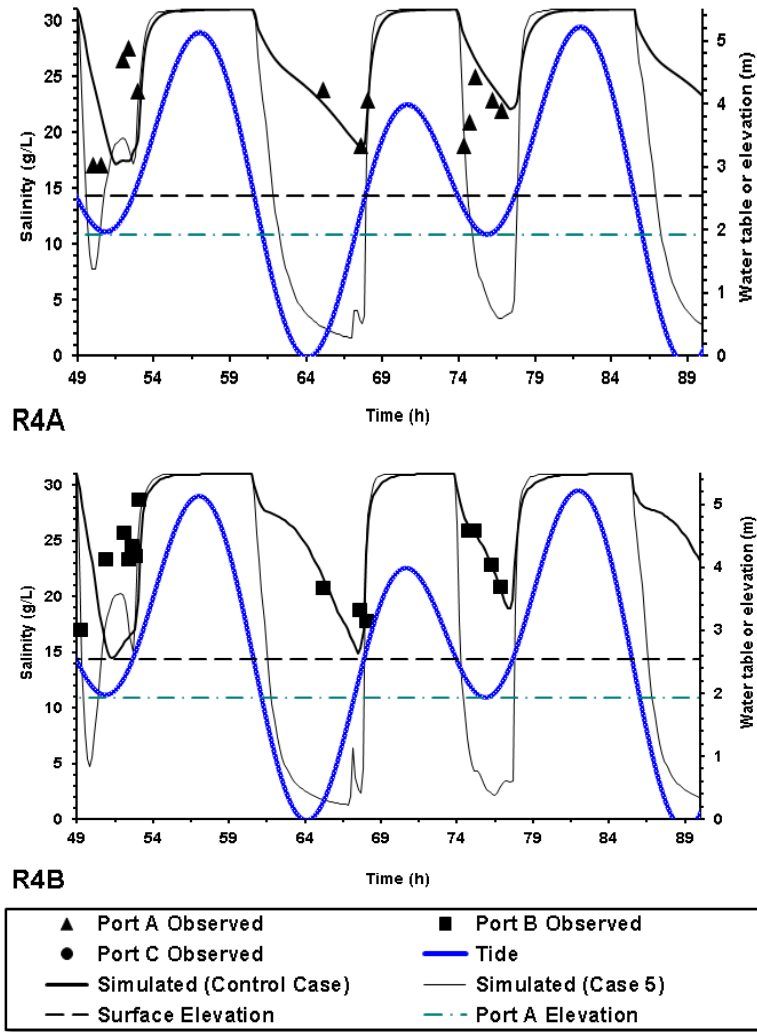 30
25
20
15
10
5
0
Salinity (g/L)
5
4
3
2
1
0
Water table or elevation (m)
49 54 59 64 69 74 79 84 89
Time (h)
R4A
30
25
20
15
10
5
0
Salinity (g/L)
5
4
3
2
1
0
Water table or elevation (m)
49 54 59 64 69 74 79 84 89
Time (h)
R4B
Port A Observed Port B Observed
Port C Observed Tide
Simulated (Control Case) Simulated (Case 5)
Surface Elevation Port A Elevation